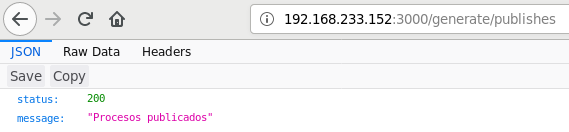 192.168.233.152:3000/generate/publishes
JSON Raw Data Headers
Save Copy
status: 200
message: "Procesos publicados"